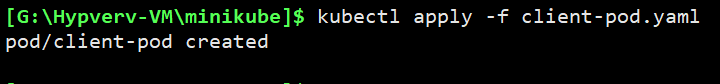 [G:\Hypverv-VM\minikube]$ kubectl apply -f client-pod.yaml
pod/client-pod created